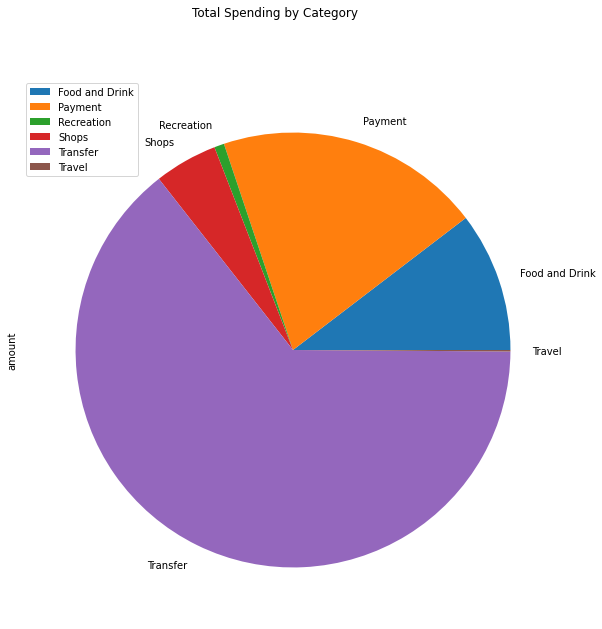 Total Spending by Category
Food and Drink
Payment
Recreation
Shops
Transfer
Travel
Payment
Recreation
Shops
Food and Drink
Travel
amount
Transfer